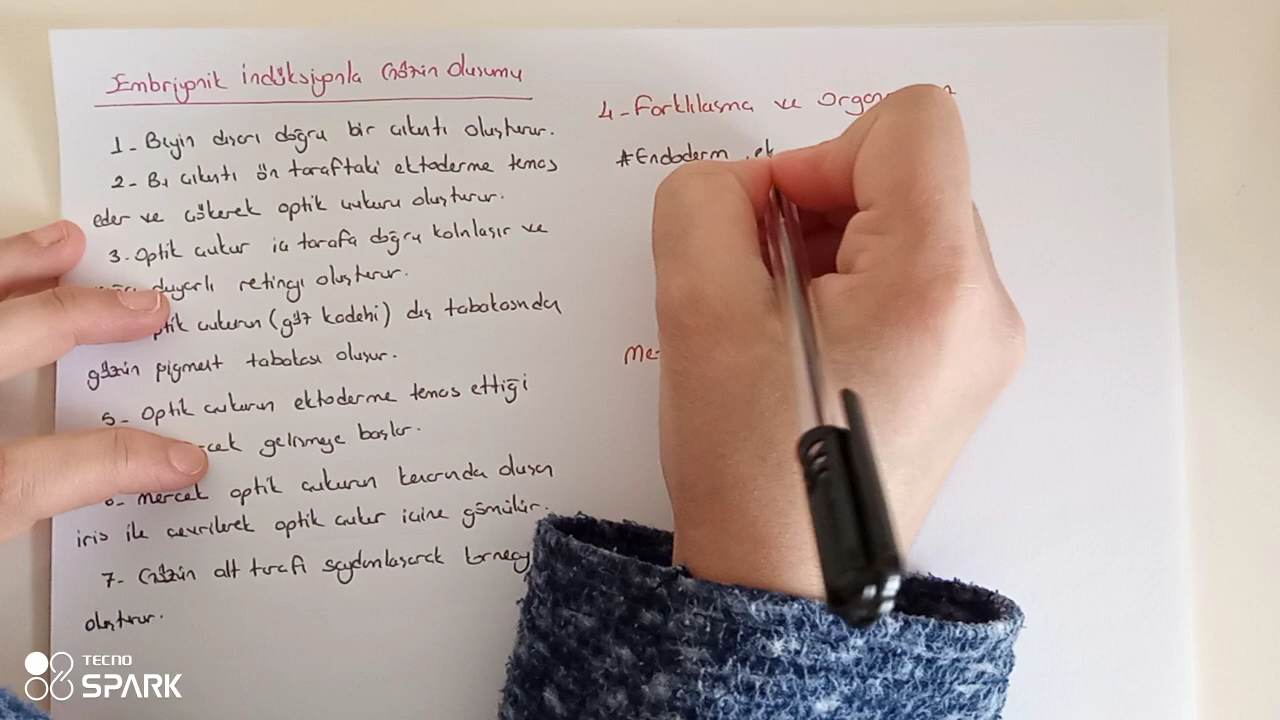 Embriyonik İndüksiyonla Gözün Oluşumu
1- Beyin dışarı doğru bir çıkıntı oluşturur.
2- Bu çıkıntı ön taraftaki ektoderme temas
eder ve çökerek optik çukuru oluşturur.
3- Optik çukur iç tarafa doğru kalınlaşır ve
duyarlı retinayı oluşturur.
optik çukurun (göz kadehi) dış tabakasında
gözün pigment tabakası oluşur.
5- Optik çukurun ektoderme temas ettiği
gelişmeye başlar.
6- Mercek optik çukurun kenarında oluşan
iris ile çevrilerek optik çukur içine gömülür.
7- Gözün alt tarafı saydamlaşarak korneayı
oluşturur.
4- Farklılaşma ve
#Endoderm, ek
Me
TECNO
SPARK